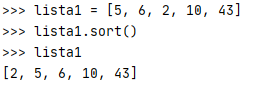 >>> lista1 = [5, 6, 2, 10, 43]
>>> lista1.sort()
>>> lista1
[2, 5, 6, 10, 43]